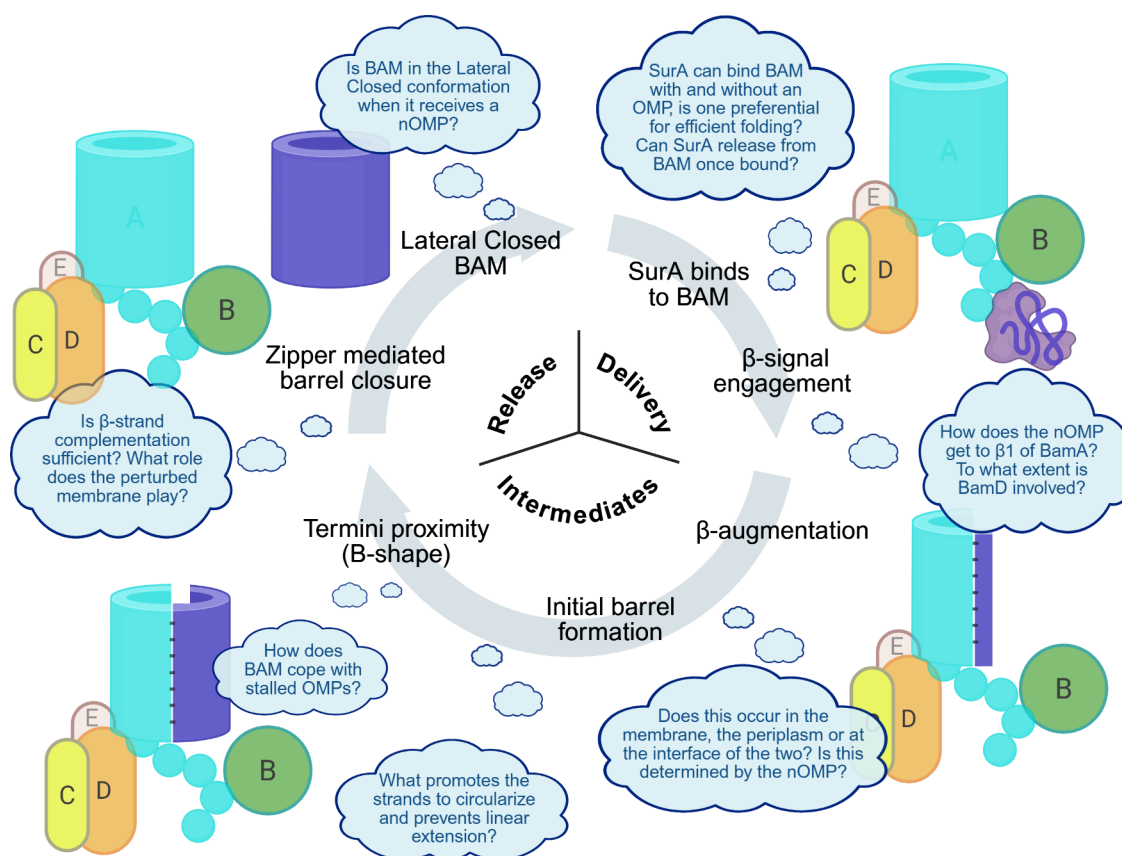 Is BAM in the Lateral
Closed conformation
when it receives a
nOMP?
SurA can bind BAM
with and without an
OMP, is one preferential
for efficient folding?
Can SurA release from
BAM once bound?
A
E
C
D
B
A
E
C
D
B
Lateral Closed
BAM
SurA binds
to BAM
Zipper mediated
barrel closure
β-signal
engagement
Release
Delivery
Intermediates
Is β-strand
complementation
sufficient? What role
does the perturbed
membrane play?
How does the nOMP
get to β1 of BamA?
To what extent is
BamD involved?
Termini proximity
(B-shape)
β-augmentation
Initial barrel
formation
How does
BAM cope with
stalled OMPs?
E
C
D
B
E
D
B
Does this occur in the
membrane, the periplasm or at
the interface of the two? Is this
determined by the nOMP?
What promotes the
strands to circularize
and prevents linear
extension?